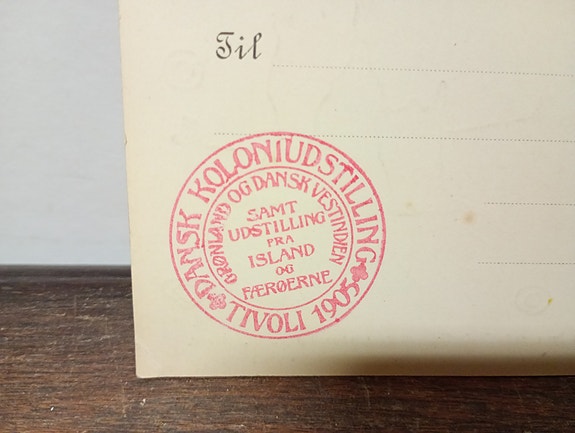 Til
DANSK KOLONIUDSTILLING
TIVOLI 1905
GRØNLAND OG DANSK VESTINDIEN
SAMT
UDSTILLING
FRA
ISLAND
OG
FÆRØERNE